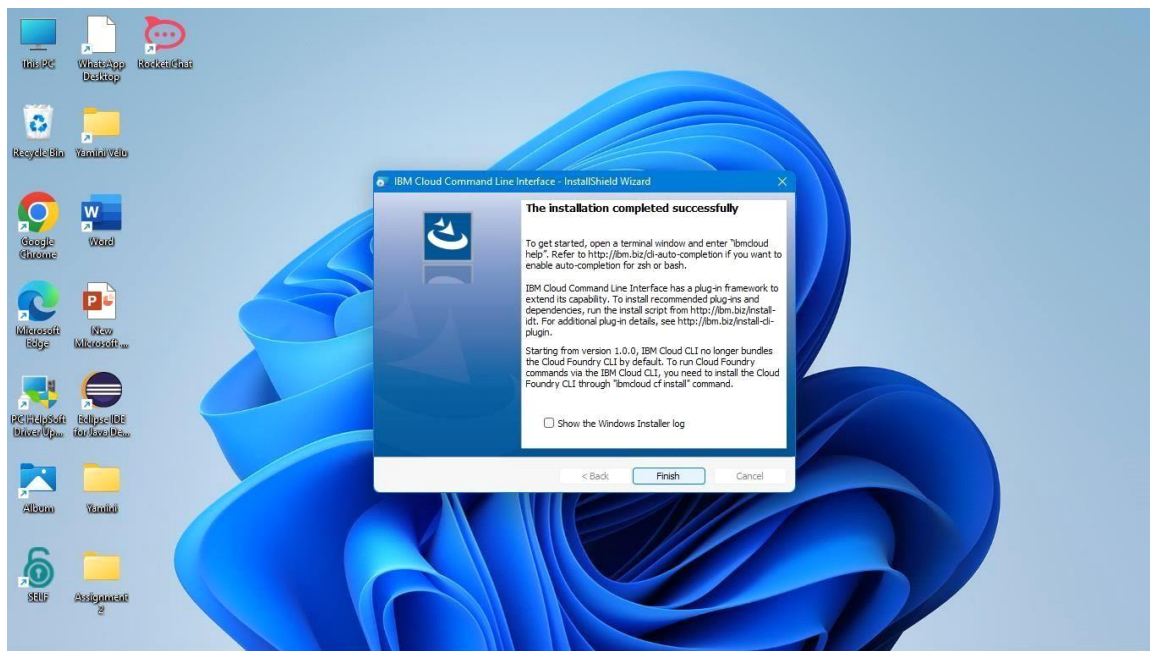 This PC
WhatsApp
Desktop
RocketChat
Recycle Bin
Yamini Velu
Google
Chrome
Word
Microsoft
Edge
New
Microsoft ...
PC HelpSoft
Driver Up...
Eclipse IDE
for Java De...
Album
Yamini
SELF
Assignment
2
IBM Cloud Command Line Interface - InstallShield Wizard
The installation completed successfully
To get started, open a terminal window and enter "ibmcloud
help". Refer to http://ibm.biz/cli-auto-completion if you want to
enable auto-completion for zsh or bash.
IBM Cloud Command Line Interface has a plug-in framework to
extend its capability. To install recommended plug-ins and
dependencies, run the install script from http://ibm.biz/install-
idt. For additional plug-in details, see http://ibm.biz/install-cli-
plugin.
Starting from version 1.0.0, IBM Cloud CLI no longer bundles
the Cloud Foundry CLI by default. To run Cloud Foundry
commands via the IBM Cloud CLI, you need to install the Cloud
Foundry CLI through "ibmcloud cf install" command.
Show the Windows Installer log
< Back
Finish
Cancel